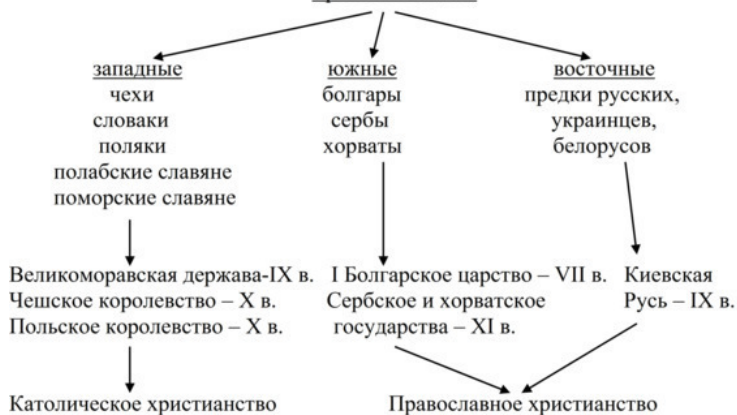 западные
чехи
словаки
поляки
полабские славяне
поморские славяне
южные
болгары
сербы
хорваты
восточные
предки русских,
украинцев,
белорусов
Великоморавская держава-IX в.
Чешское королевство – X в.
Польское королевство – X в.
I Болгарское царство – VII в.
Сербское и хорватское
государства – XI в.
Киевская
Русь – IX в.
Католическое христианство
Православное христианство